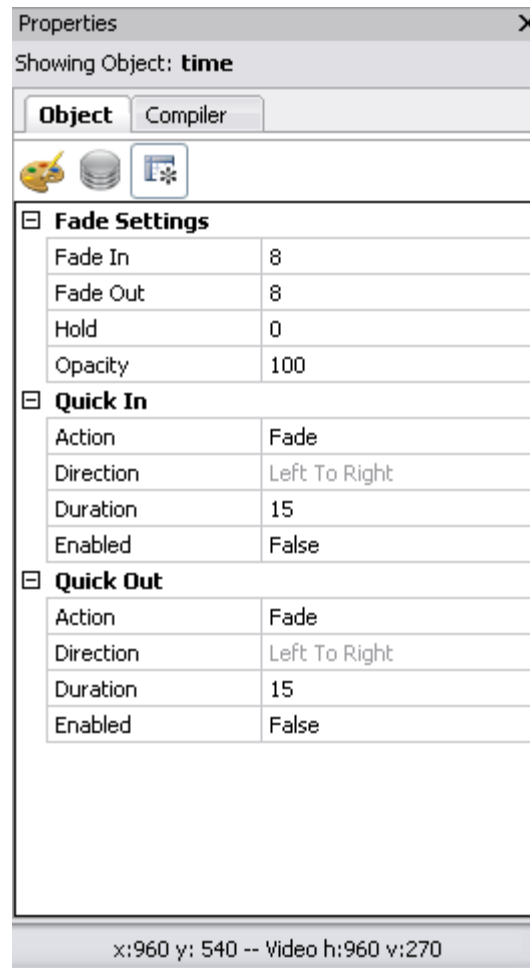 Properties
Showing Object: time
Object Compiler
Fade Settings
Fade In 8
Fade Out 8
Hold 0
Opacity 100
Quick In
Action Fade
Direction Left To Right
Duration 15
Enabled False
Quick Out
Action Fade
Direction Left To Right
Duration 15
Enabled False
x:960 y: 540 -- Video h:960 v:270